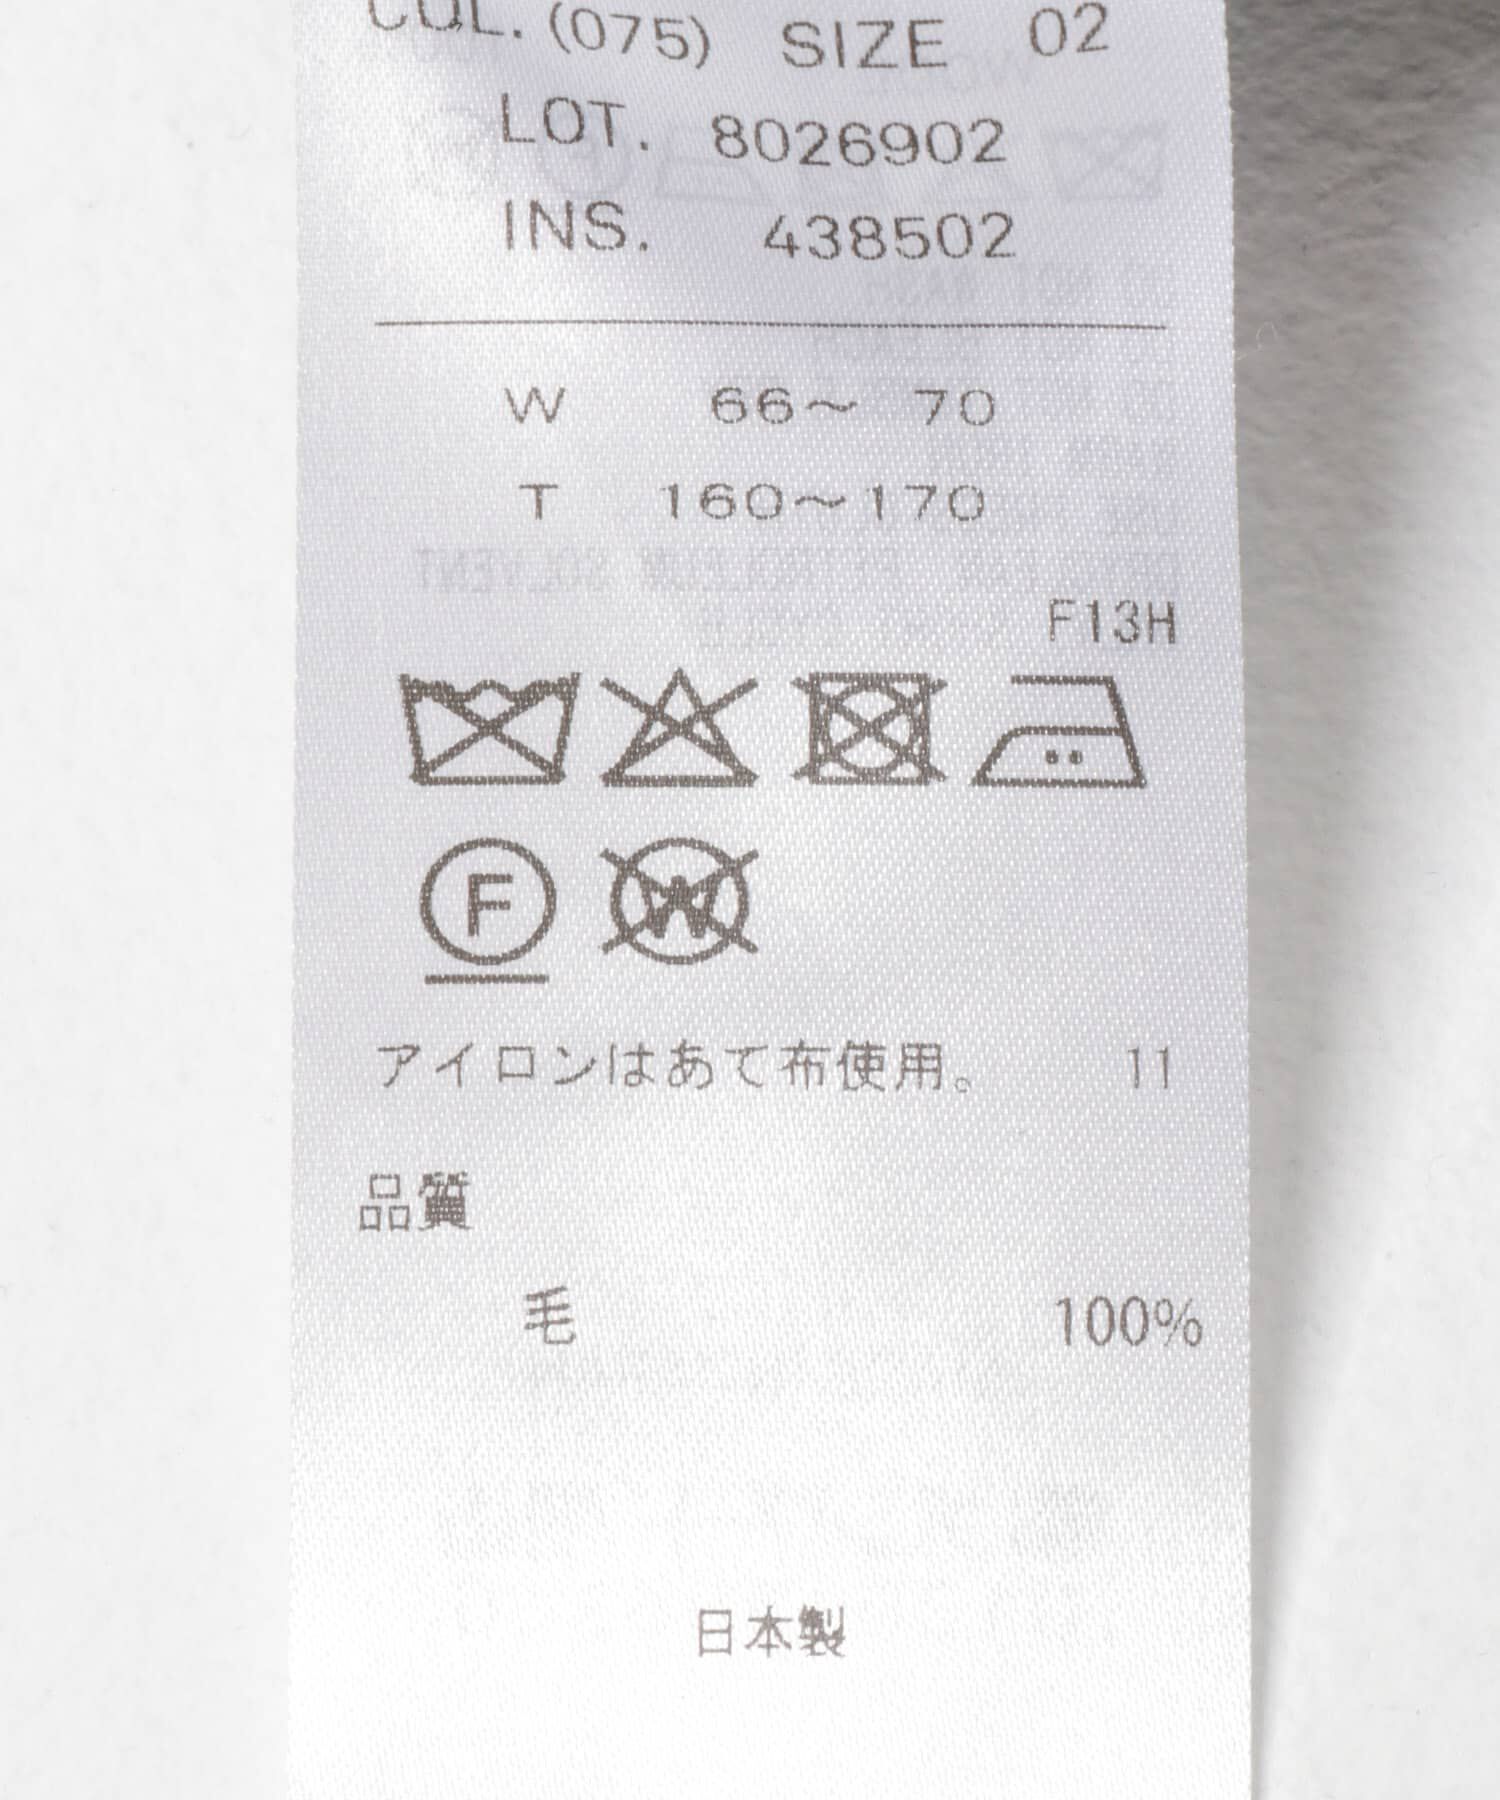 COL. (075) SIZE 02
LOT. 8026902
INS. 438502
W 66～ 70
T 160～170
F13H
F W
アイロンはあて布使用。 11
品質
毛 100%
日本製